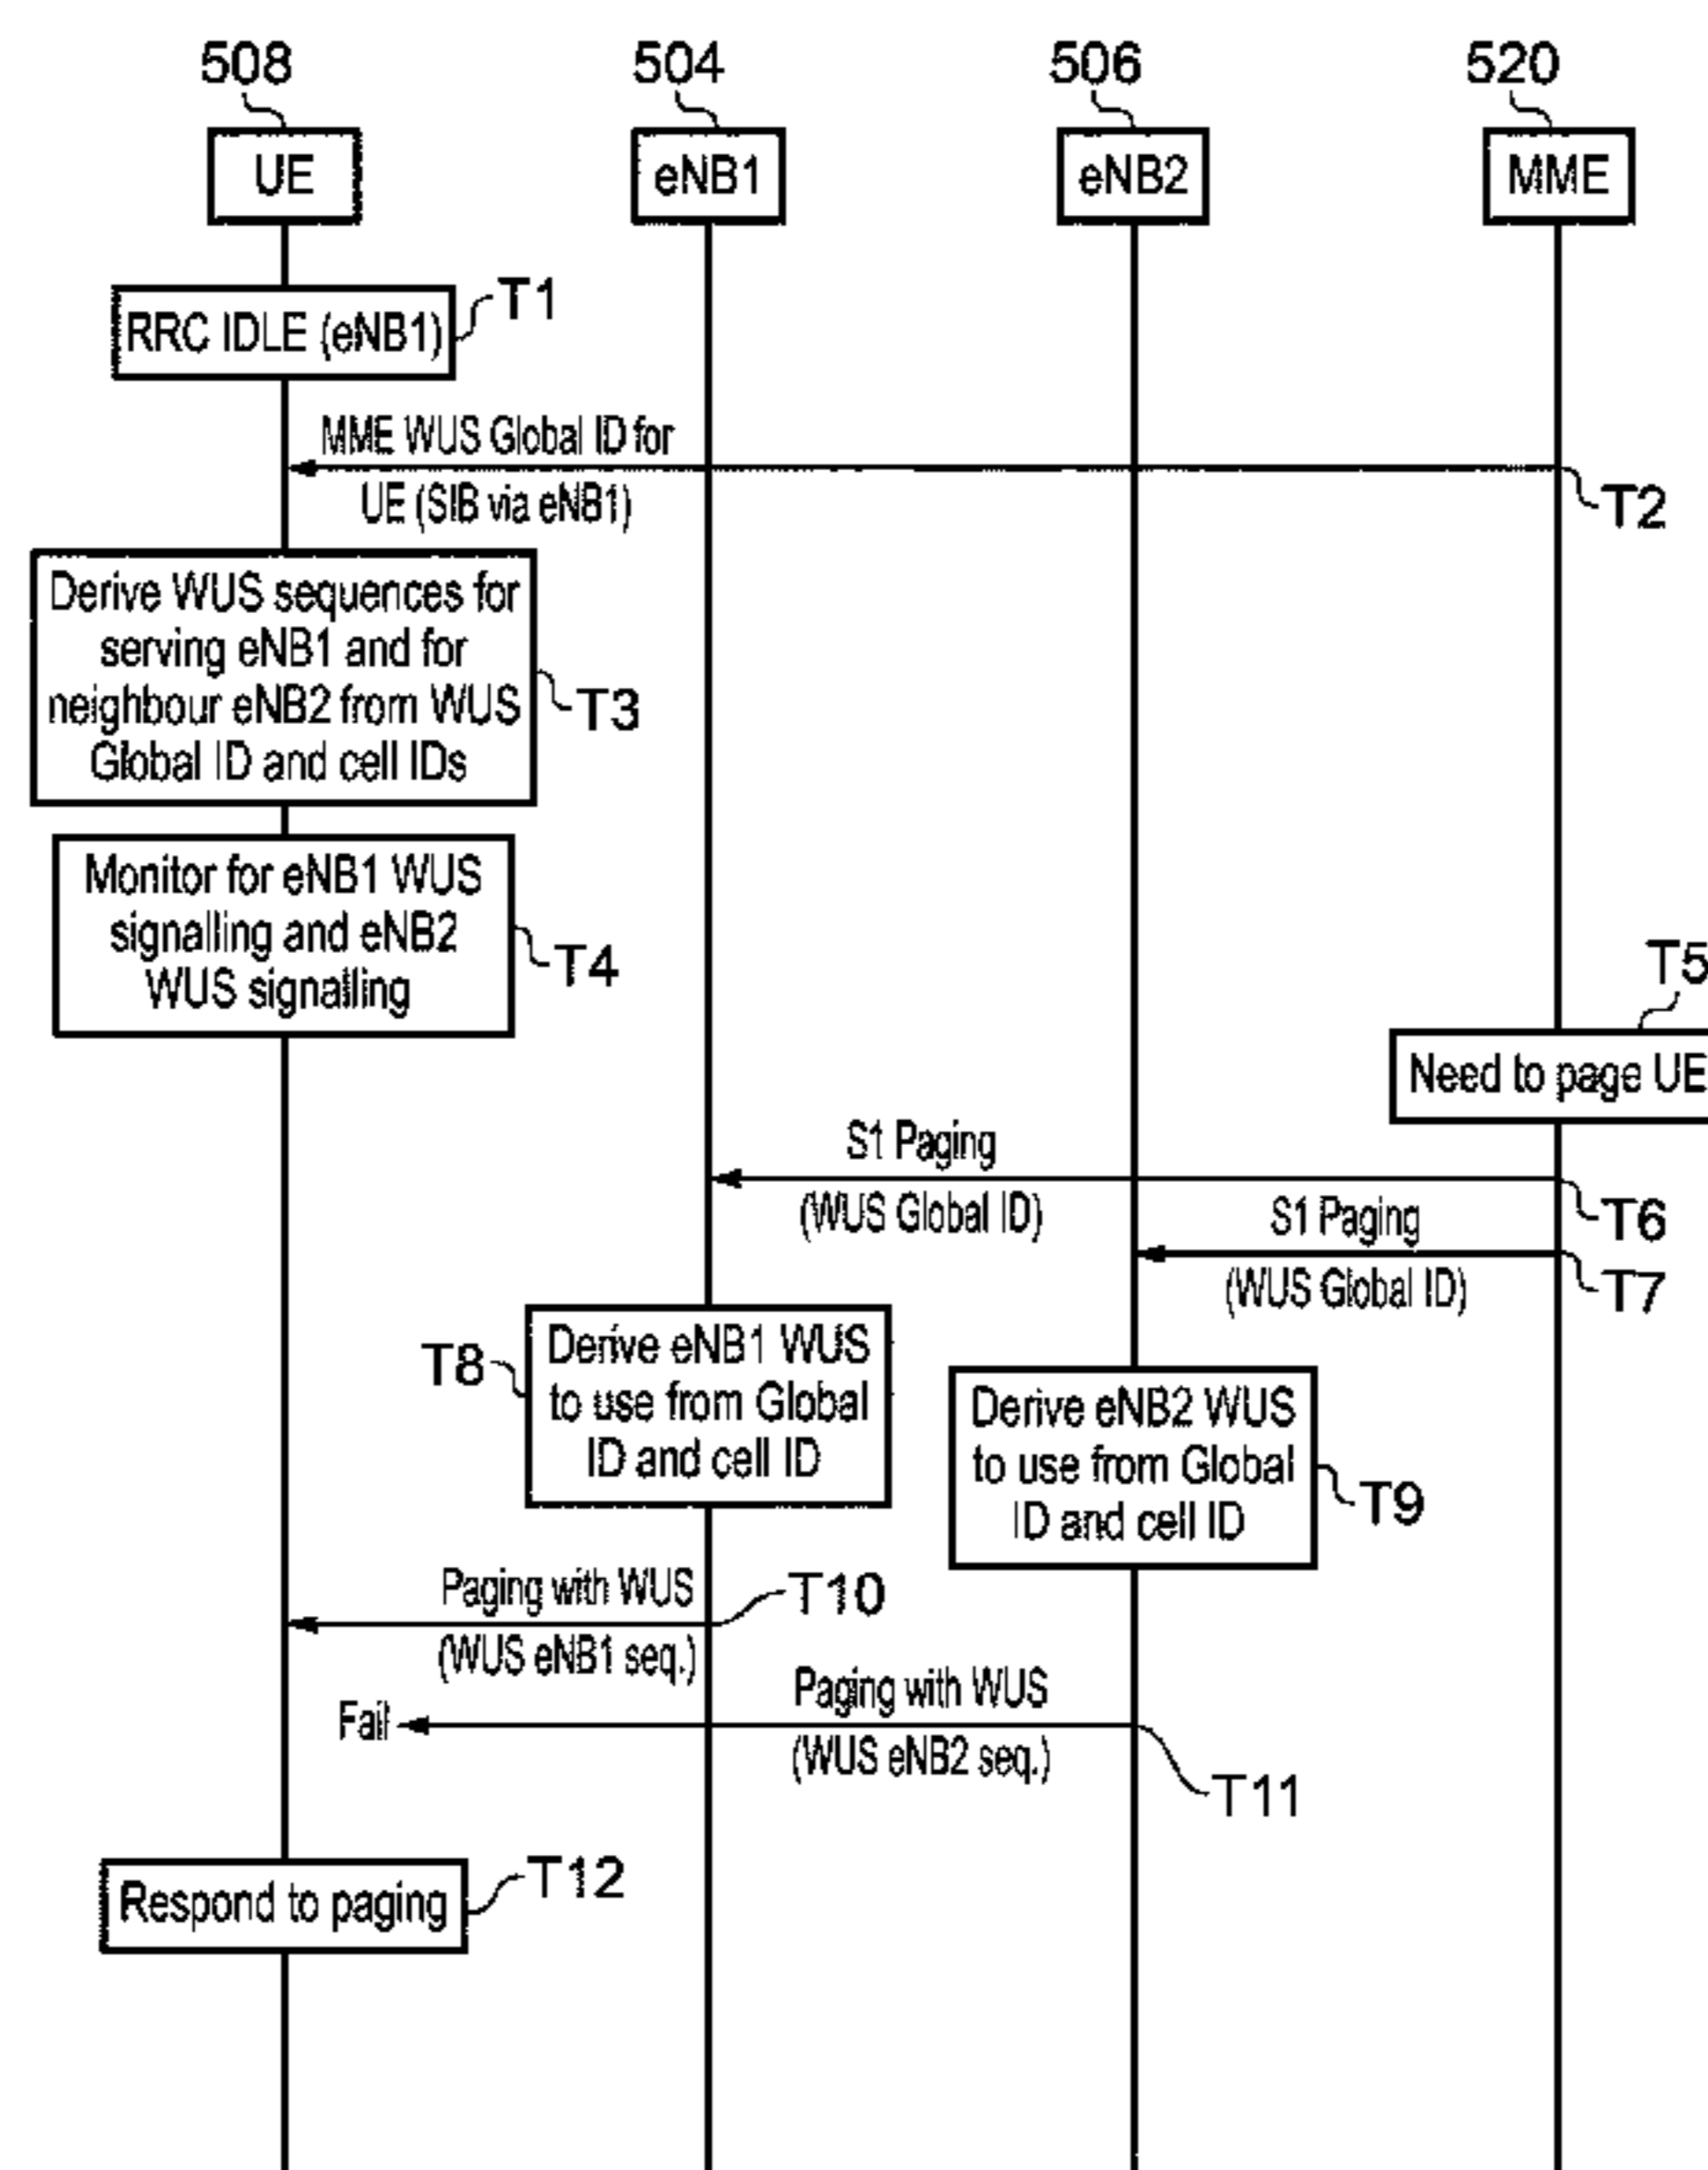 508
504
506
520
UE
eNB1
eNB2
MME
RRC IDLE (eNB1)
T1
MME WUS Global ID for
UE (SIB via eNB1)
T2
Derive WUS sequences for
serving eNB1 and for
neighbour eNB2 from WUS
Global ID and cell IDs
T3
Monitor for eNB1 WUS
signalling and eNB2
WUS signalling
T4
T5
Need to page UE
S1 Paging
(WUS Global ID)
T6
S1 Paging
(WUS Global ID)
T7
T8
Derive eNB1 WUS
to use from Global
ID and cell ID
Derive eNB2 WUS
to use from Global
ID and cell ID
T9
Paging with WUS
(WUS eNB1 seq.)
T10
Fail
Paging with WUS
(WUS eNB2 seq.)
T11
Respond to paging
T12